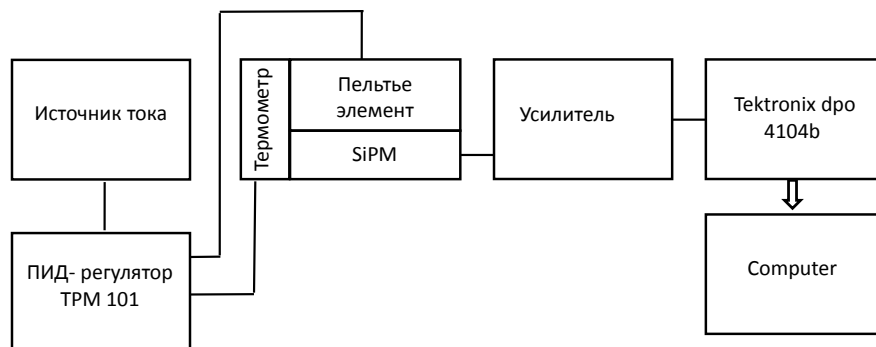 Источник тока
Термометр
Пельтье
элемент
SiPM
Усилитель
Tektronix dpo
4104b
ПИД- регулятор
ТРМ 101
Computer